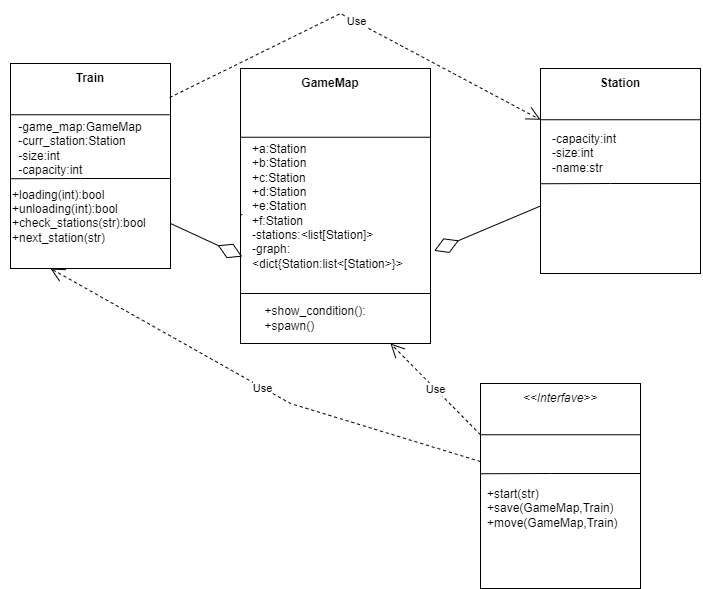 Use
Train
-game_map:GameMap
-curr_station:Station
-size:int
-capacity:int
+loading(int):bool
+unloading(int):bool
+check_stations(str):bool
+next_station(str)
GameMap
+a:Station
+b:Station
+c:Station
+d:Station
+e:Station
+f:Station
-stations:<list[Station]>
-graph:
<dict{Station:list<[Station>}>
+show_condition():
+spawn()
Station
-capacity:int
-size:int
-name:str
Use
Use
<<Interfave>>
+start(str)
+save(GameMap,Train)
+move(GameMap,Train)